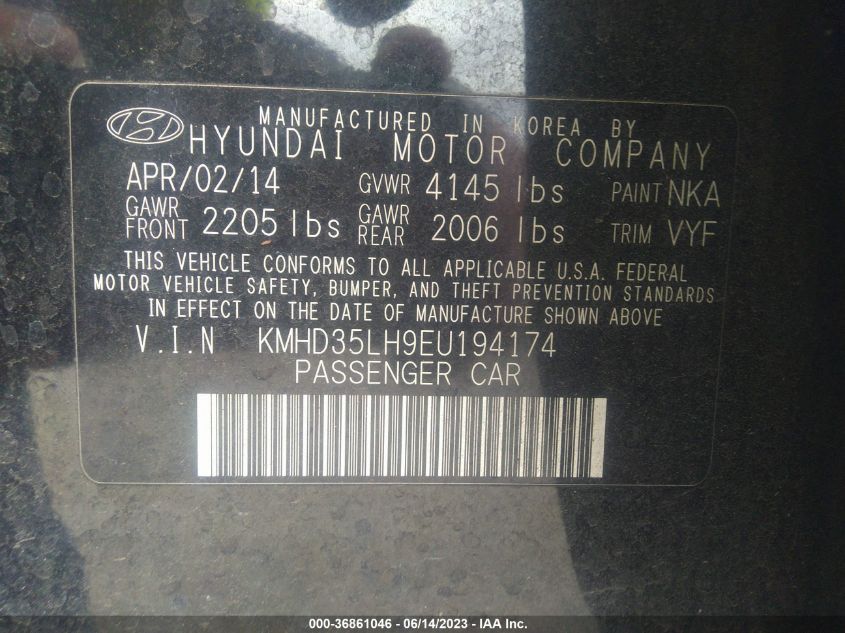 MANUFACTURED IN KOREA BY
HYUNDAI MOTOR COMPANY
APR/02/14 GVWR 4145 lbs PAINT NKA
GAWR FRONT 2205 lbs GAWR REAR 2006 lbs TRIM VYF
THIS VEHICLE CONFORMS TO ALL APPLICABLE U.S.A. FEDERAL
MOTOR VEHICLE SAFETY, BUMPER, AND THEFT PREVENTION STANDARDS
IN EFFECT ON THE DATE OF MANUFACTURE SHOWN ABOVE
V.I.N KMHD35LH9EU194174
PASSENGER CAR
000-36861046 - 06/14/2023 - IAA Inc.